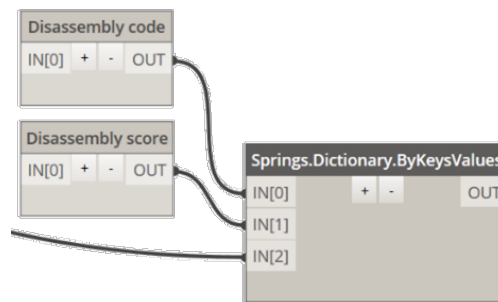 Disassembly code
IN[0] + - OUT
Disassembly score
IN[0] + - OUT
Springs.Dictionary.ByKeysValues
IN[0] + - OUT
IN[1]
IN[2]